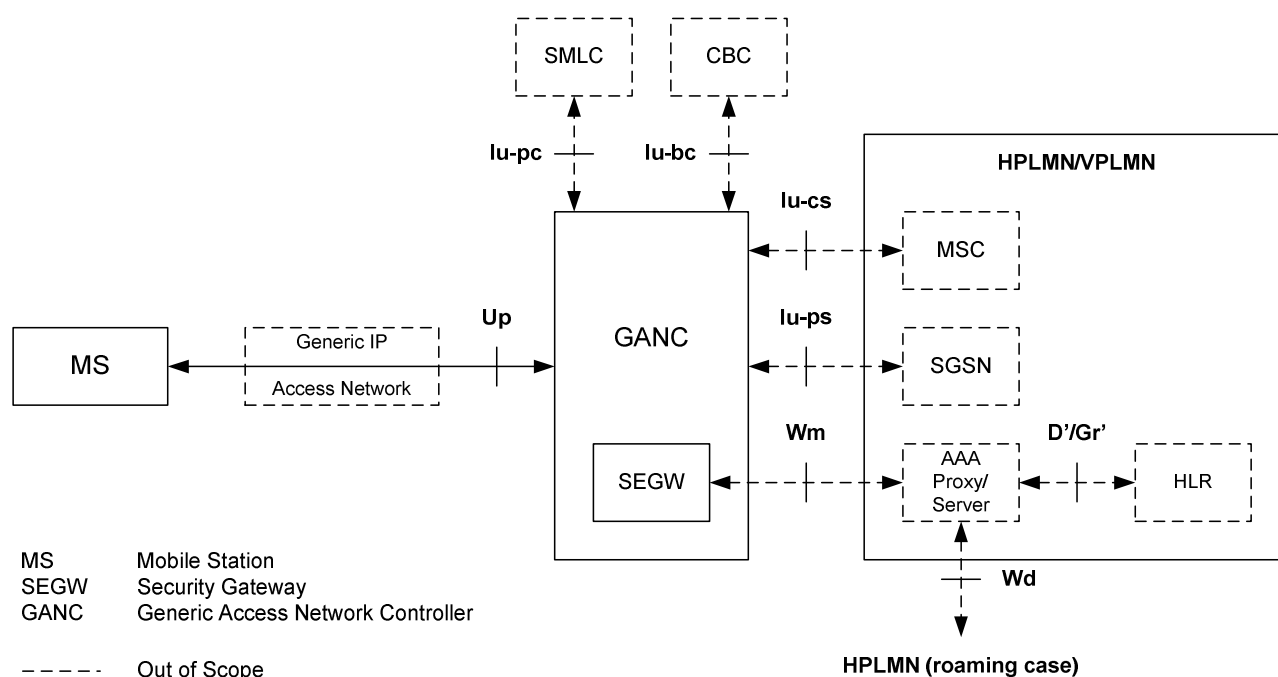 SMLC
CBC
Iu-pc
Iu-bc
HPLMN/VPLMN
Iu-cs
MSC
Up
Iu-ps
Generic IP
Access Network
MS
GANC
SGSN
Wm
D’/Gr’
SEGW
AAA
Proxy/
Server
HLR
MS Mobile Station
SEGW Security Gateway
GANC Generic Access Network Controller
Wd
Out of Scope
HPLMN (roaming case)